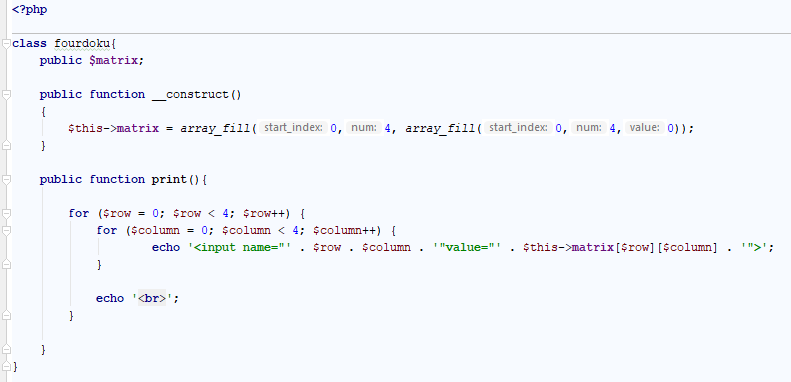 <?php
class fourdoku{
public $matrix;
public function __construct()
{
$this->matrix = array_fill( start_index: 0, num: 4, array_fill( start_index: 0, num: 4, value: 0));
}
public function print(){
for ($row = 0; $row < 4; $row++) {
for ($column = 0; $column < 4; $column++) {
echo '<input name="' . $row . $column . '"value="' . $this->matrix[$row][$column] . '">';
}
echo '<br>';
}
}
}